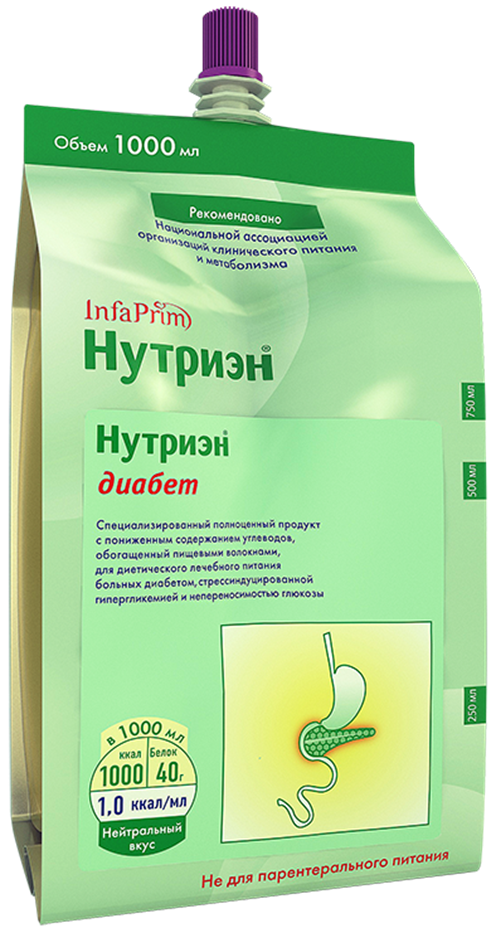 Объем 1000 мл
Рекомендовано
Национальной ассоциацией
организаций клинического питания
и метаболизма
InfaPrim
Нутриэн®
750 мл
Нутриэн®
диабет
500 мл
Специализированный полноценный продукт
с пониженным содержанием углеводов,
обогащенный пищевыми волокнами,
для диетического лечебного питания
больных диабетом, стрессиндуцированной
гипергликемией и непереносимостью глюкозы
250 мл
в 1000 мл
ккал Белок
1000 40г
1,0 ккал/мл
Нейтральный
вкус
Не для парентерального питания